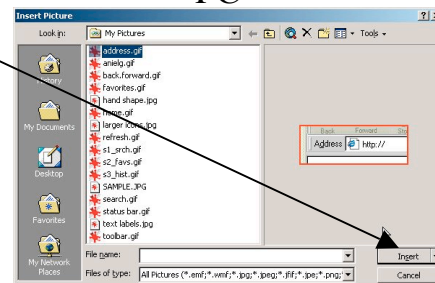 Insert Picture
Look in: My Pictures Tools
address.gif
anielg.gif
back.forward.gif
favorites.gif
hand shape.jpg
home.gif
larger icons.jpg
refresh.gif
s1_srch.gif
s2_favs.gif
s3_hist.gif
SAMPLE.JPG
search.gif
status bar.gif
text labels.jpg
toolbar.gif
History
My Documents
Desktop
Favorites
My Network
Places
Back Forward
Address http://
File name:
Insert
Files of type: All Pictures (*.emf;*.wmf;*.jpg;*.jpeg;*.jfif;*.jpe;*.png;
Cancel